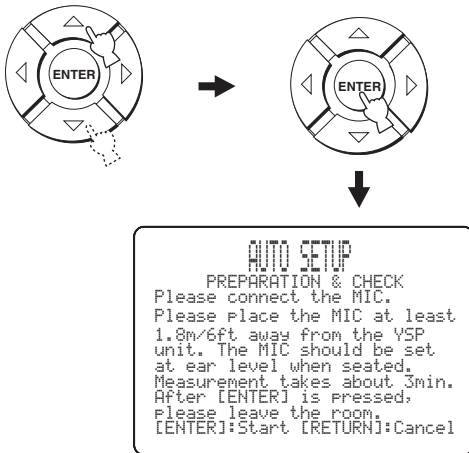 ENTER
ENTER
AUTO SETUP
PREPARATION & CHECK
Please connect the MIC.
Please place the MIC at least
1.8m/6ft away from the YSP
unit. The MIC should be set
at ear level when seated.
Measurement takes about 3min.
After [ENTER] is pressed,
please leave the room.
[ENTER]:Start [RETURN]:Cancel